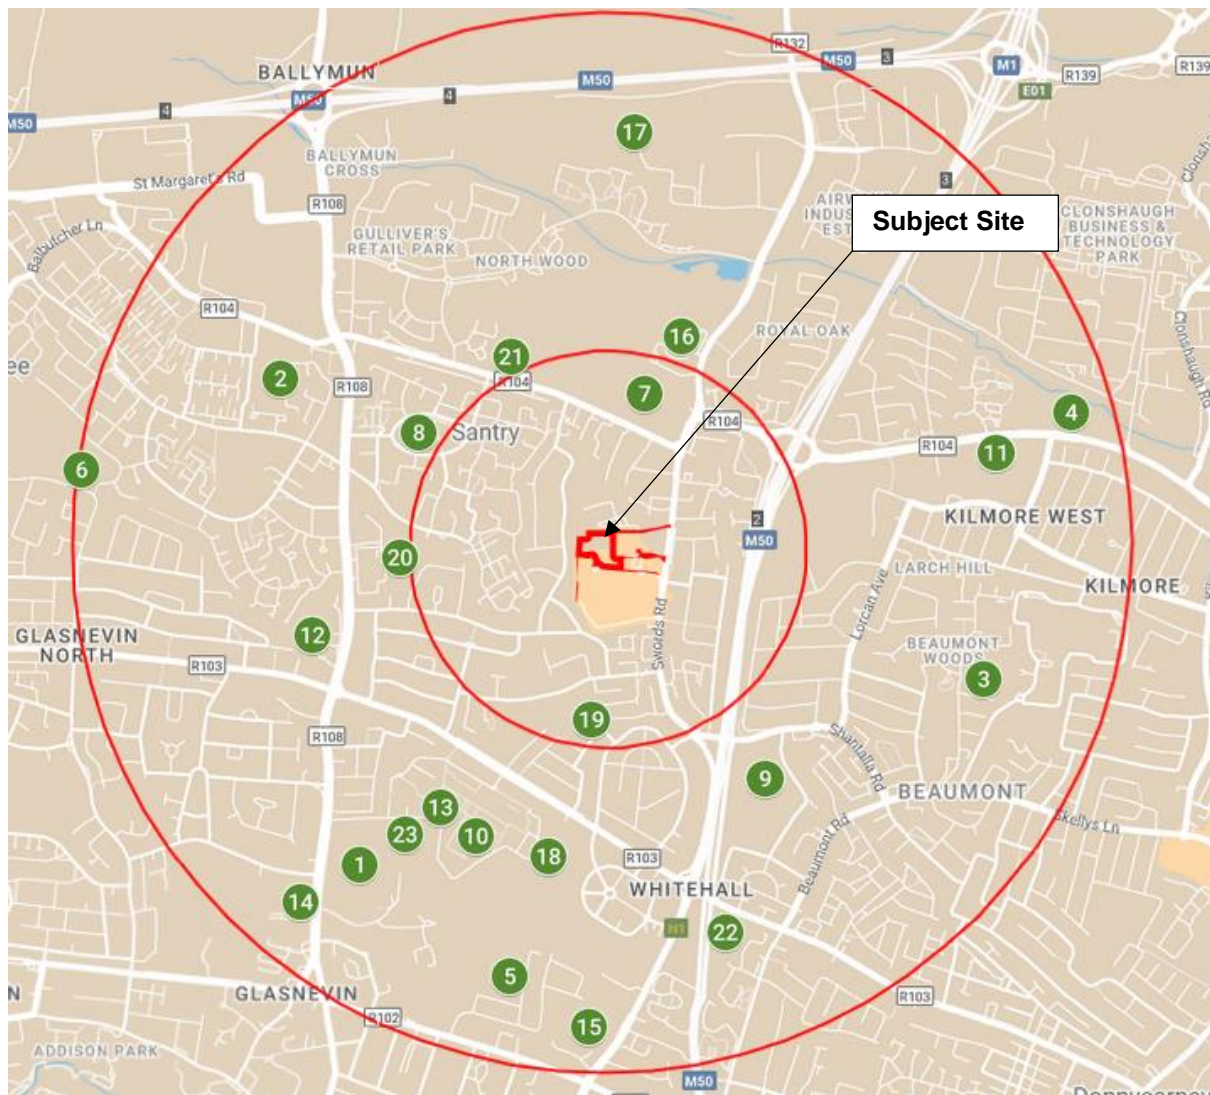 R132
3
M50
M1
R139
R139
BALLYMUN
M50
M50
E01
4
4
M50
17
BALLYMUN
CROSS
St Margaret's Rd
3
R108
Subject Site
CLONSHAUGH
BUSINESS &
TECHNOLOGY
PARK
GULLIVER'S
RETAIL PARK
NORTH WOOD
Balbutcher Ln
R104
ROYAL OAK
16
21
R104
Clonshaugh Rd
2
R108
7
R104
4
8
Santry
R104
11
6
2
KILMORE WEST
M50
20
LARCH HILL
KILMORE
Lorcan Ave
12
GLASNEVIN
NORTH
R103
Swords Rd
BEAUMONT
WOODS
3
19
R108
Shantalla Rd
9
BEAUMONT
13
23
10
Skellys Ln
1
18
R103
Beaumont Rd
WHITEHALL
14
N1
22
5
GLASNEVIN
R103
R102
15
ADDISON PARK
M50